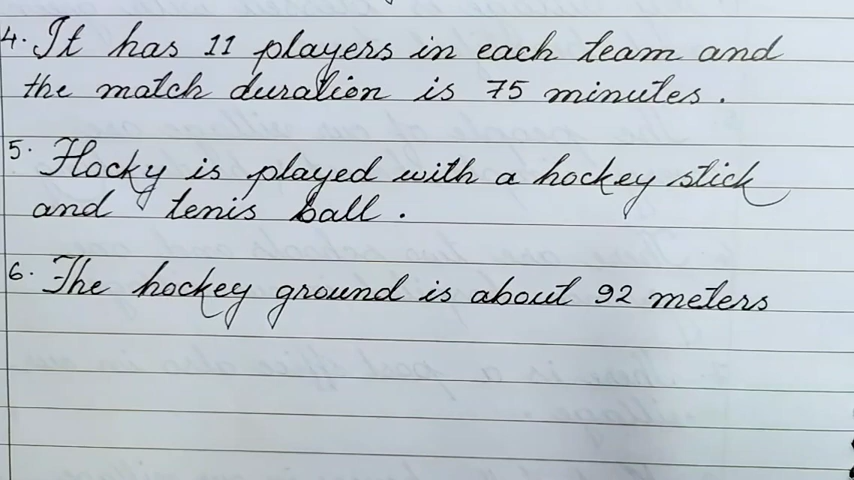 4. It has 11 players in each team and
the match duration is 75 minutes.
5. Hocky is played with a hockey stick
and tenis ball.
6. The hockey ground is about 92 meters